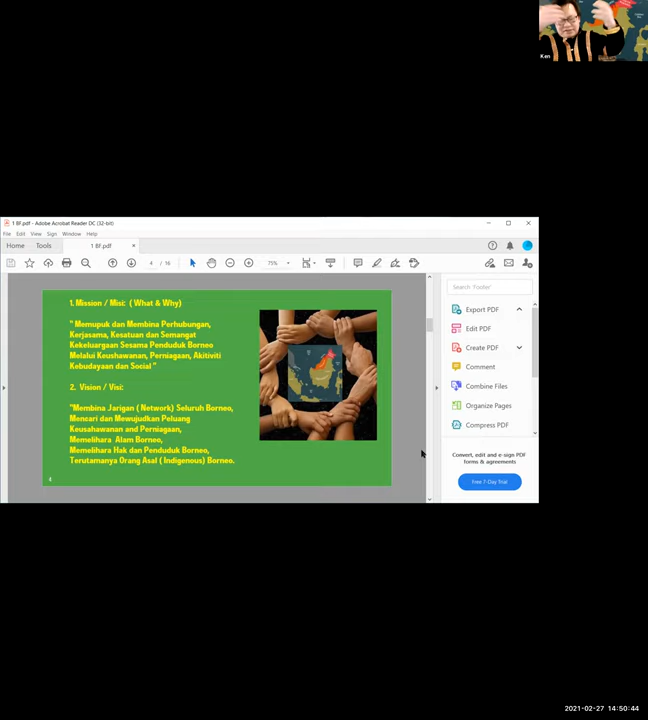 Ken
1 BF.pdf - Adobe Acrobat Reader DC (32-bit)
File Edit View Sign Window Help
Home Tools 1 BF.pdf ×
4 / 16 75%
1. Mission / Misi: ( What & Why)
" Memupuk dan Membina Perhubungan,
Kerjasama, Kesatuan dan Semangat
Kekeluargaan Sesama Penduduk Borneo
Melalui Keushawanan, Perniagaan, Akitiviti
Kebudayaan dan Social "
2. Vision / Visi:
"Membina Jarigan ( Network) Seluruh Borneo,
Mencari dan Mewujudkan Peluang
Keusahawanan and Perniagaan,
Memelihara Alam Borneo,
Memelihara Hak dan Penduduk Borneo,
Terutamanya Orang Asal ( Indigenous) Borneo.
4
Search 'Footer'
Export PDF
Edit PDF
Create PDF
Comment
Combine Files
Organize Pages
Compress PDF
Convert, edit and e-sign PDF
forms & agreements
Free 7-Day Trial
2021-02-27 14:50:44